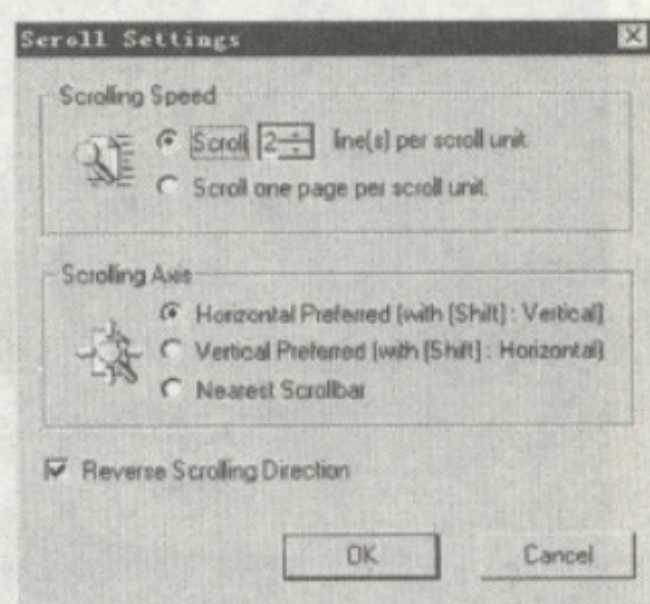 Scroll Settings
Scrolling Speed
Scroll 2 line(s) per scroll unit.
Scroll one page per scroll unit.
Scrolling Axis
Horizontal Preferred (with [Shift] : Vertical)
Vertical Preferred (with [Shift] : Horizontal)
Nearest Scrollbar
Reverse Scrolling Direction
OK Cancel